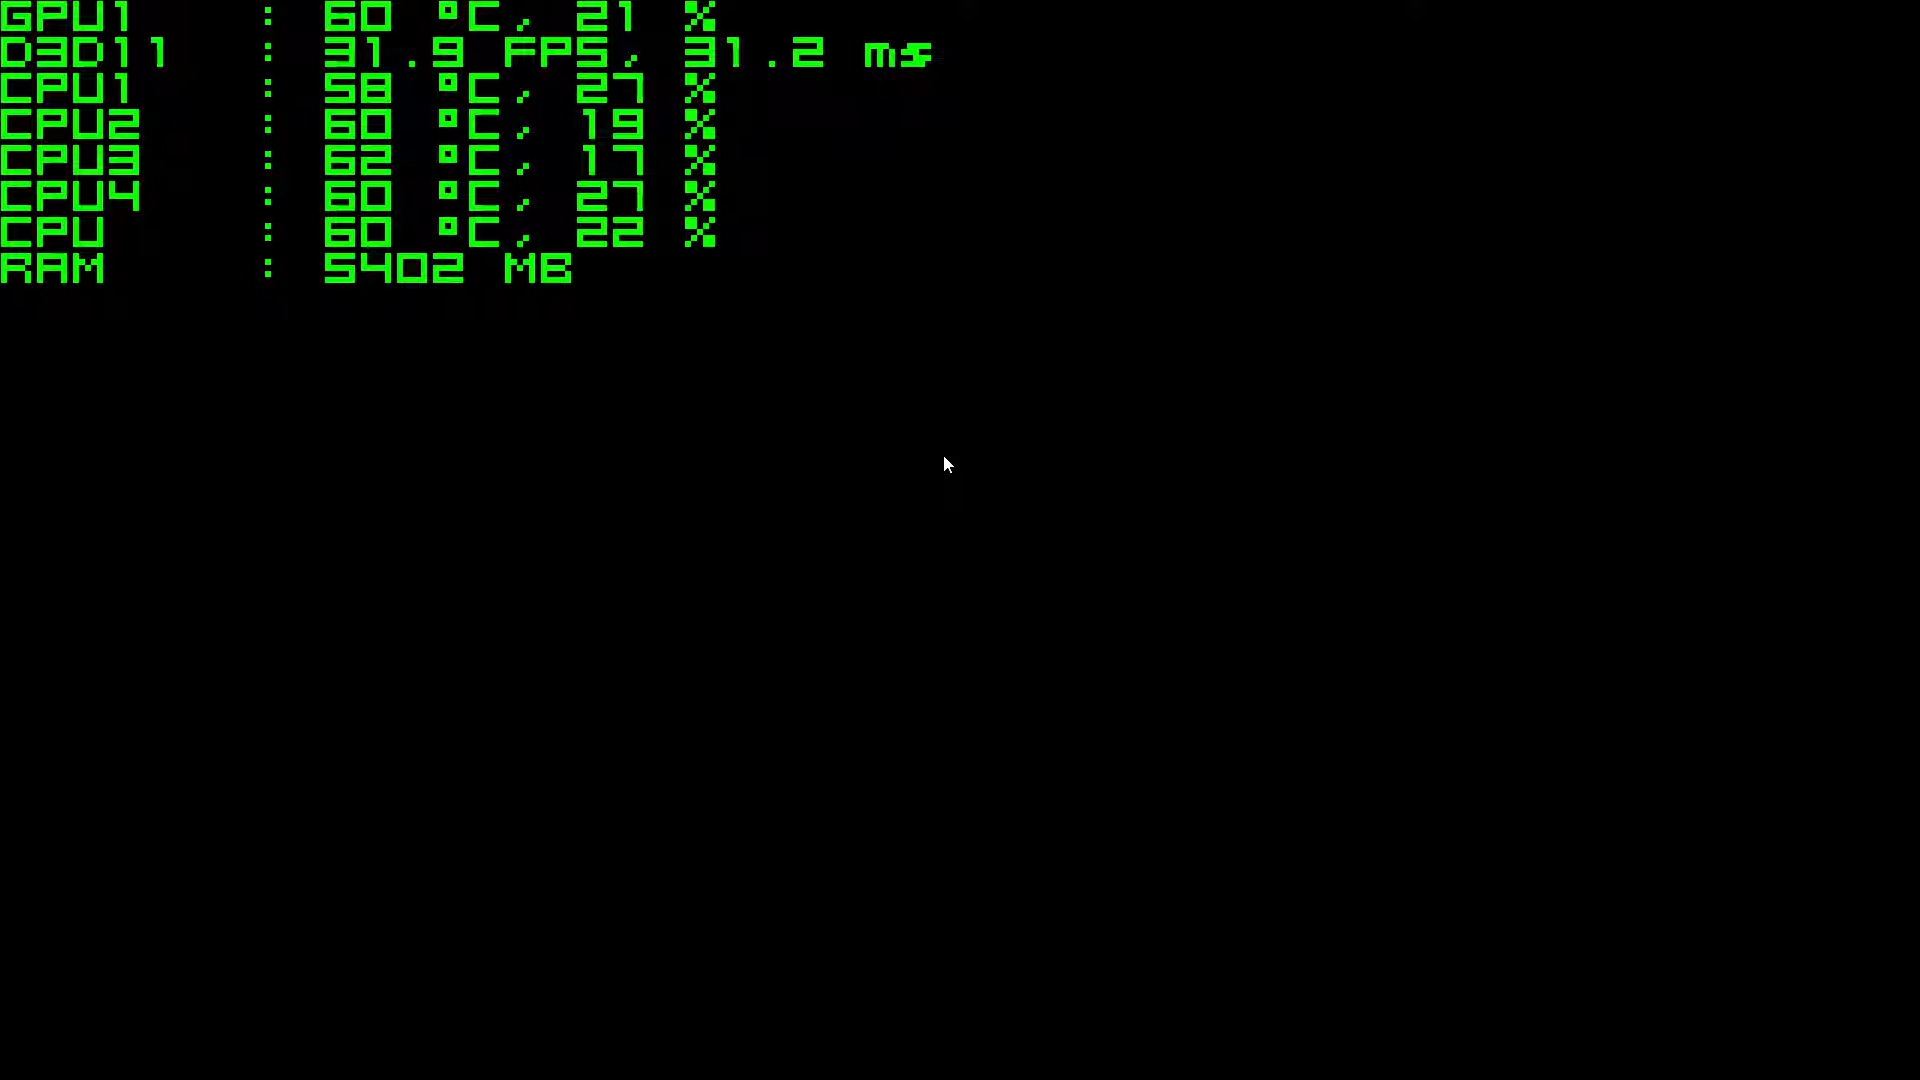 GPU1 : 60 °C, 21 %
D3D11 : 31.9 FPS, 31.2 ms
CPU1 : 58 °C, 27 %
CPU2 : 60 °C, 19 %
CPU3 : 62 °C, 17 %
CPU4 : 60 °C, 27 %
CPU : 60 °C, 22 %
RAM : 5402 MB